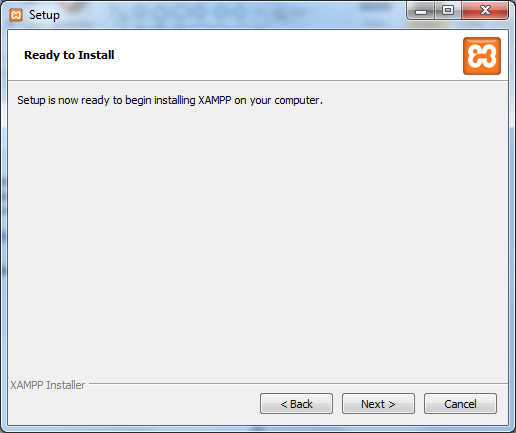 Setup
Ready to Install
Setup is now ready to begin installing XAMPP on your computer.
XAMPP Installer
< Back
Next >
Cancel